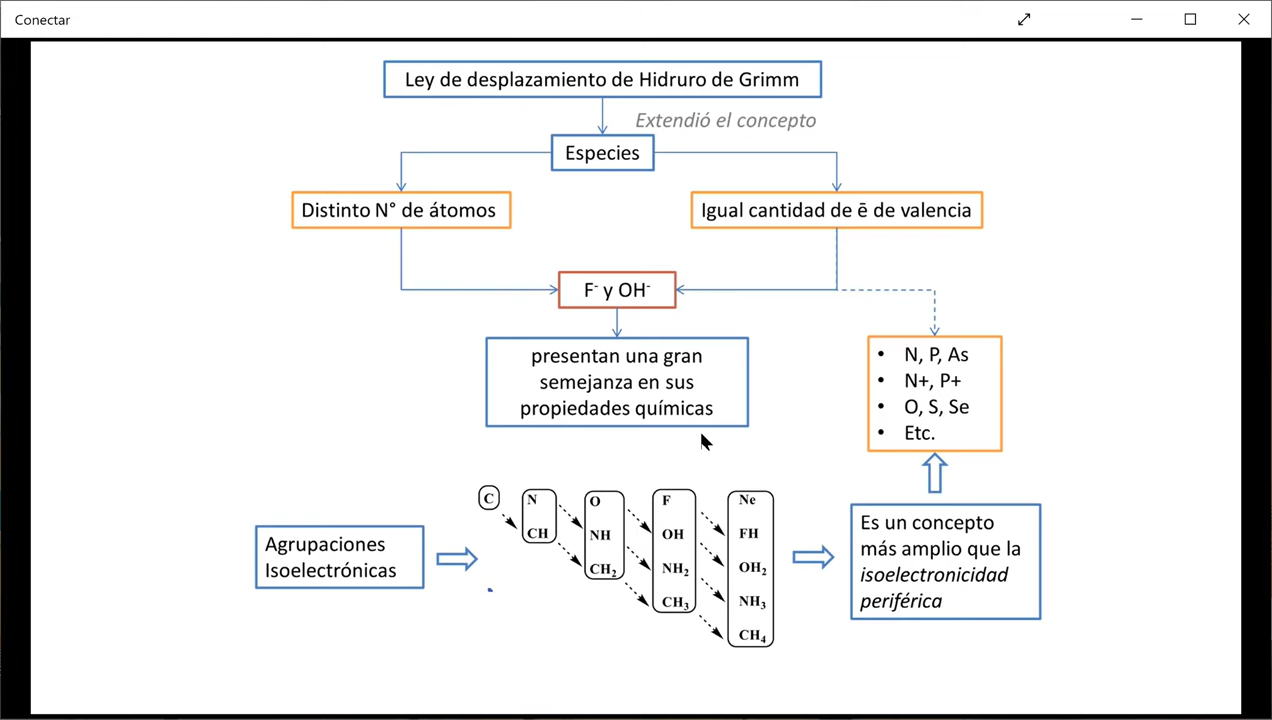 Conectar
Ley de desplazamiento de Hidruro de Grimm
Extendió el concepto
Especies
Distinto N° de átomos
Igual cantidad de ē de valencia
F⁻ y OH⁻
presentan una gran
semejanza en sus
propiedades químicas
• N, P, As
• N+, P+
• O, S, Se
• Etc.
Agrupaciones
Isoelectrónicas
C
N
CH
O
NH
CH₂
F
OH
NH₂
CH₃
Ne
FH
OH₂
NH₃
CH₄
Es un concepto
más amplio que la
isoelectronicidad
periférica